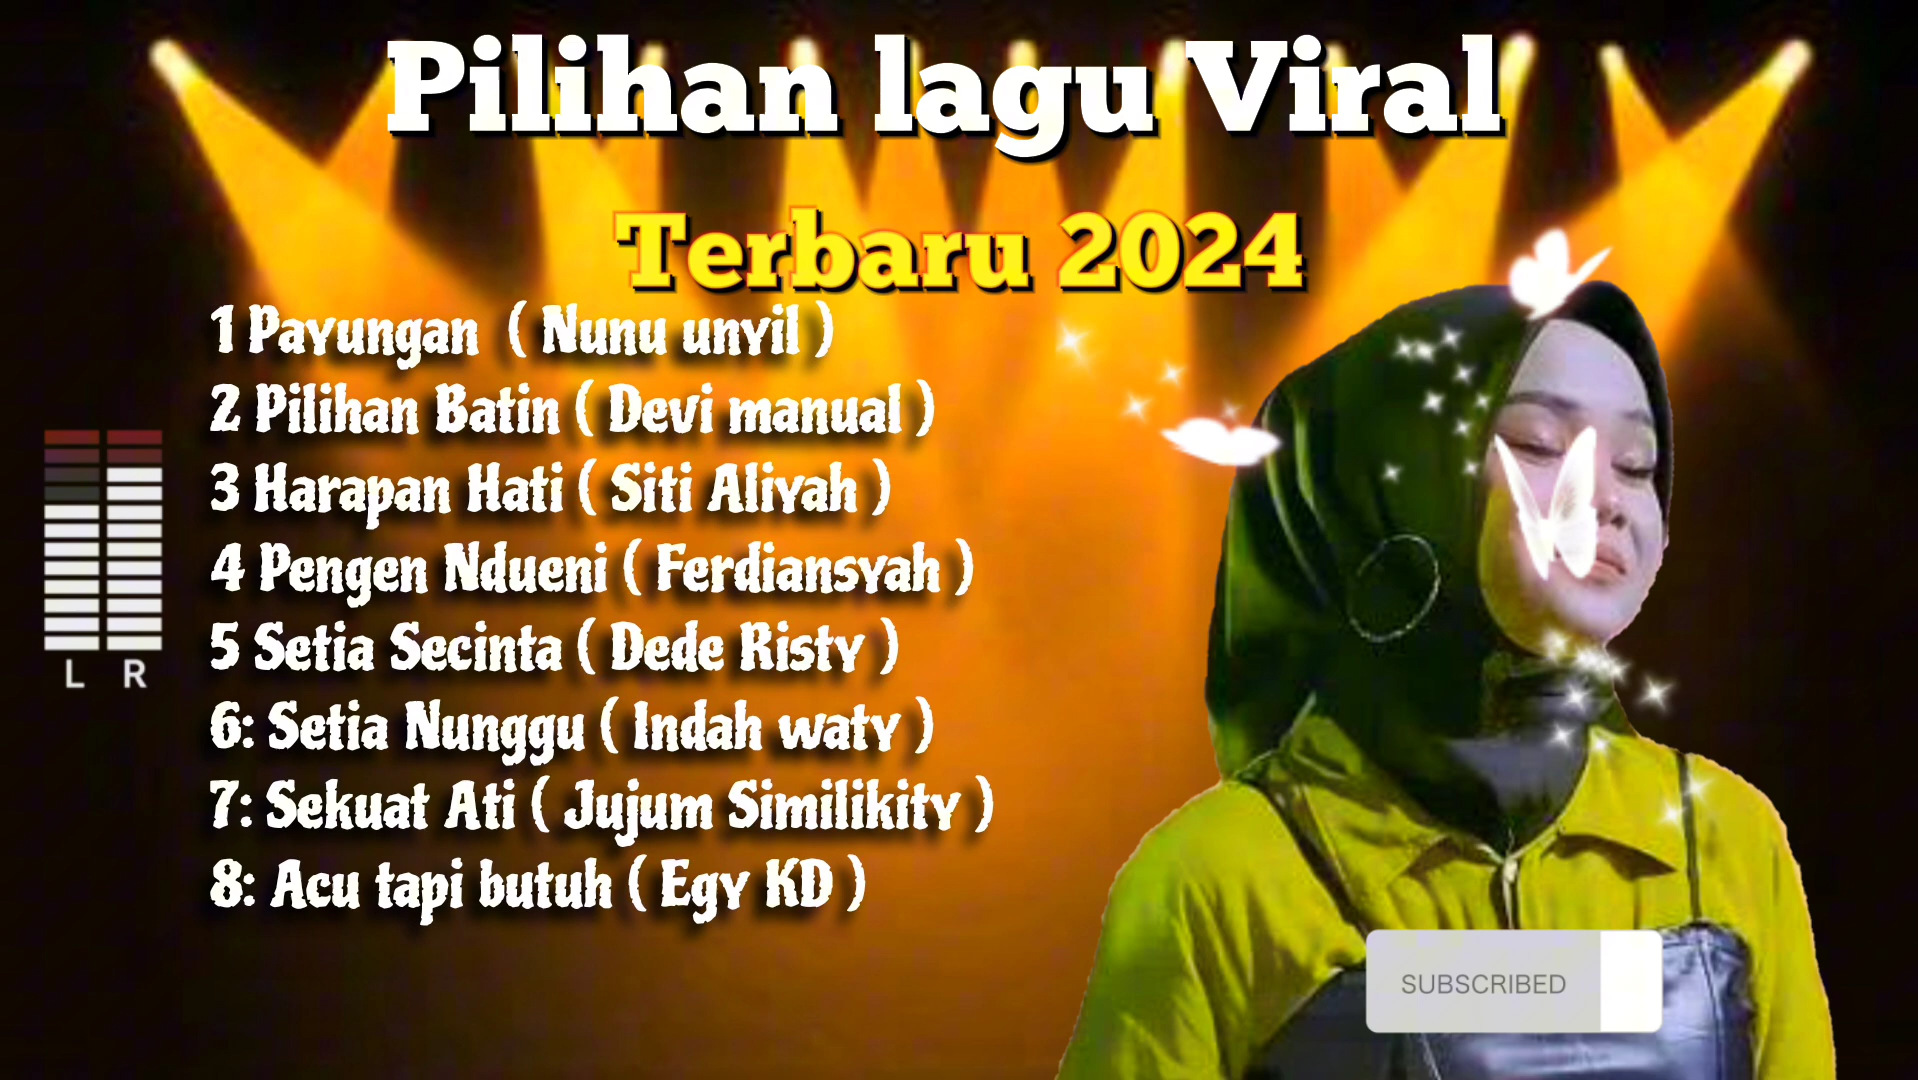 Pilihan lagu Viral
Terbaru 2024
1 Payungan ( Nunu unyil )
2 Pilihan Batin ( Devi manual )
3 Harapan Hati ( Siti Aliyah )
4 Pengen Ndueni ( Ferdiansyah )
5 Setia Secinta ( Dede Risty )
6: Setia Nunggu ( Indah waty )
7: Sekuat Ati ( Jujum Similikity )
8: Acu tapi butuh ( Egy KD )
L R
SUBSCRIBED